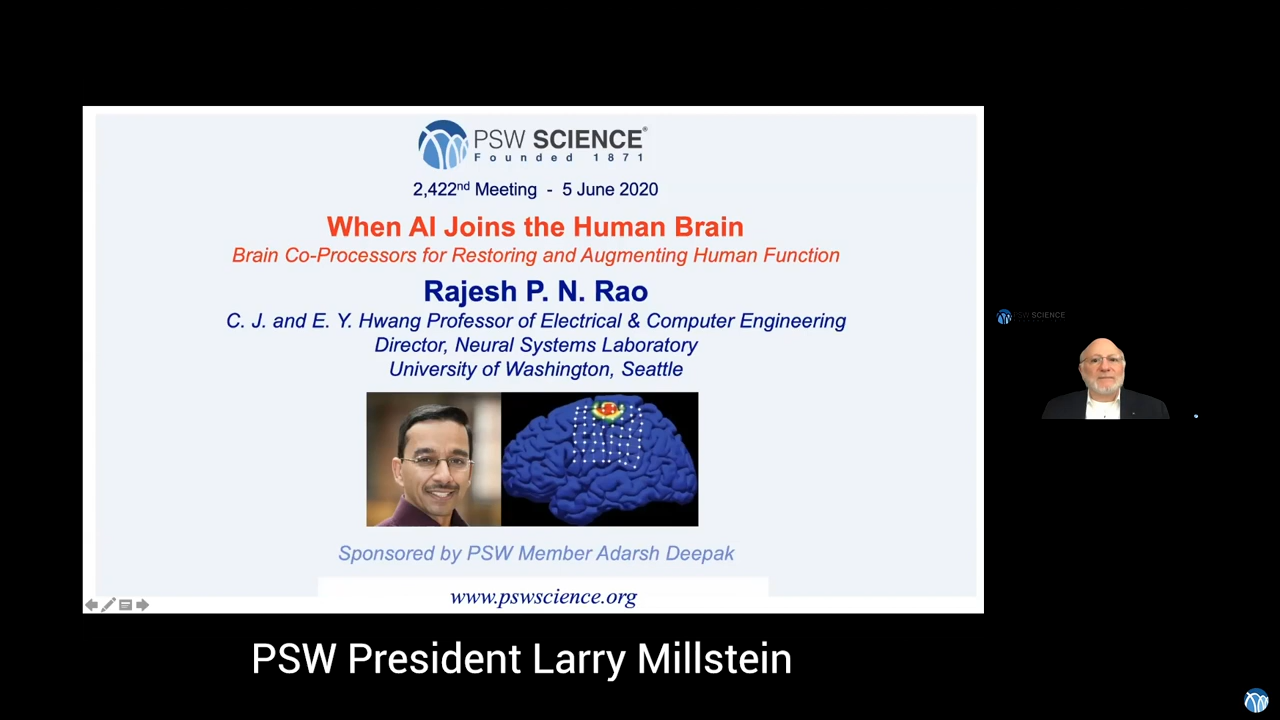 PSW SCIENCE®
Founded 1871
2,422nd Meeting - 5 June 2020
When AI Joins the Human Brain
Brain Co-Processors for Restoring and Augmenting Human Function
Rajesh P. N. Rao
C. J. and E. Y. Hwang Professor of Electrical & Computer Engineering
Director, Neural Systems Laboratory
University of Washington, Seattle
Sponsored by PSW Member Adarsh Deepak
www.pswscience.org
PSW SCIENCE
PSW President Larry Millstein